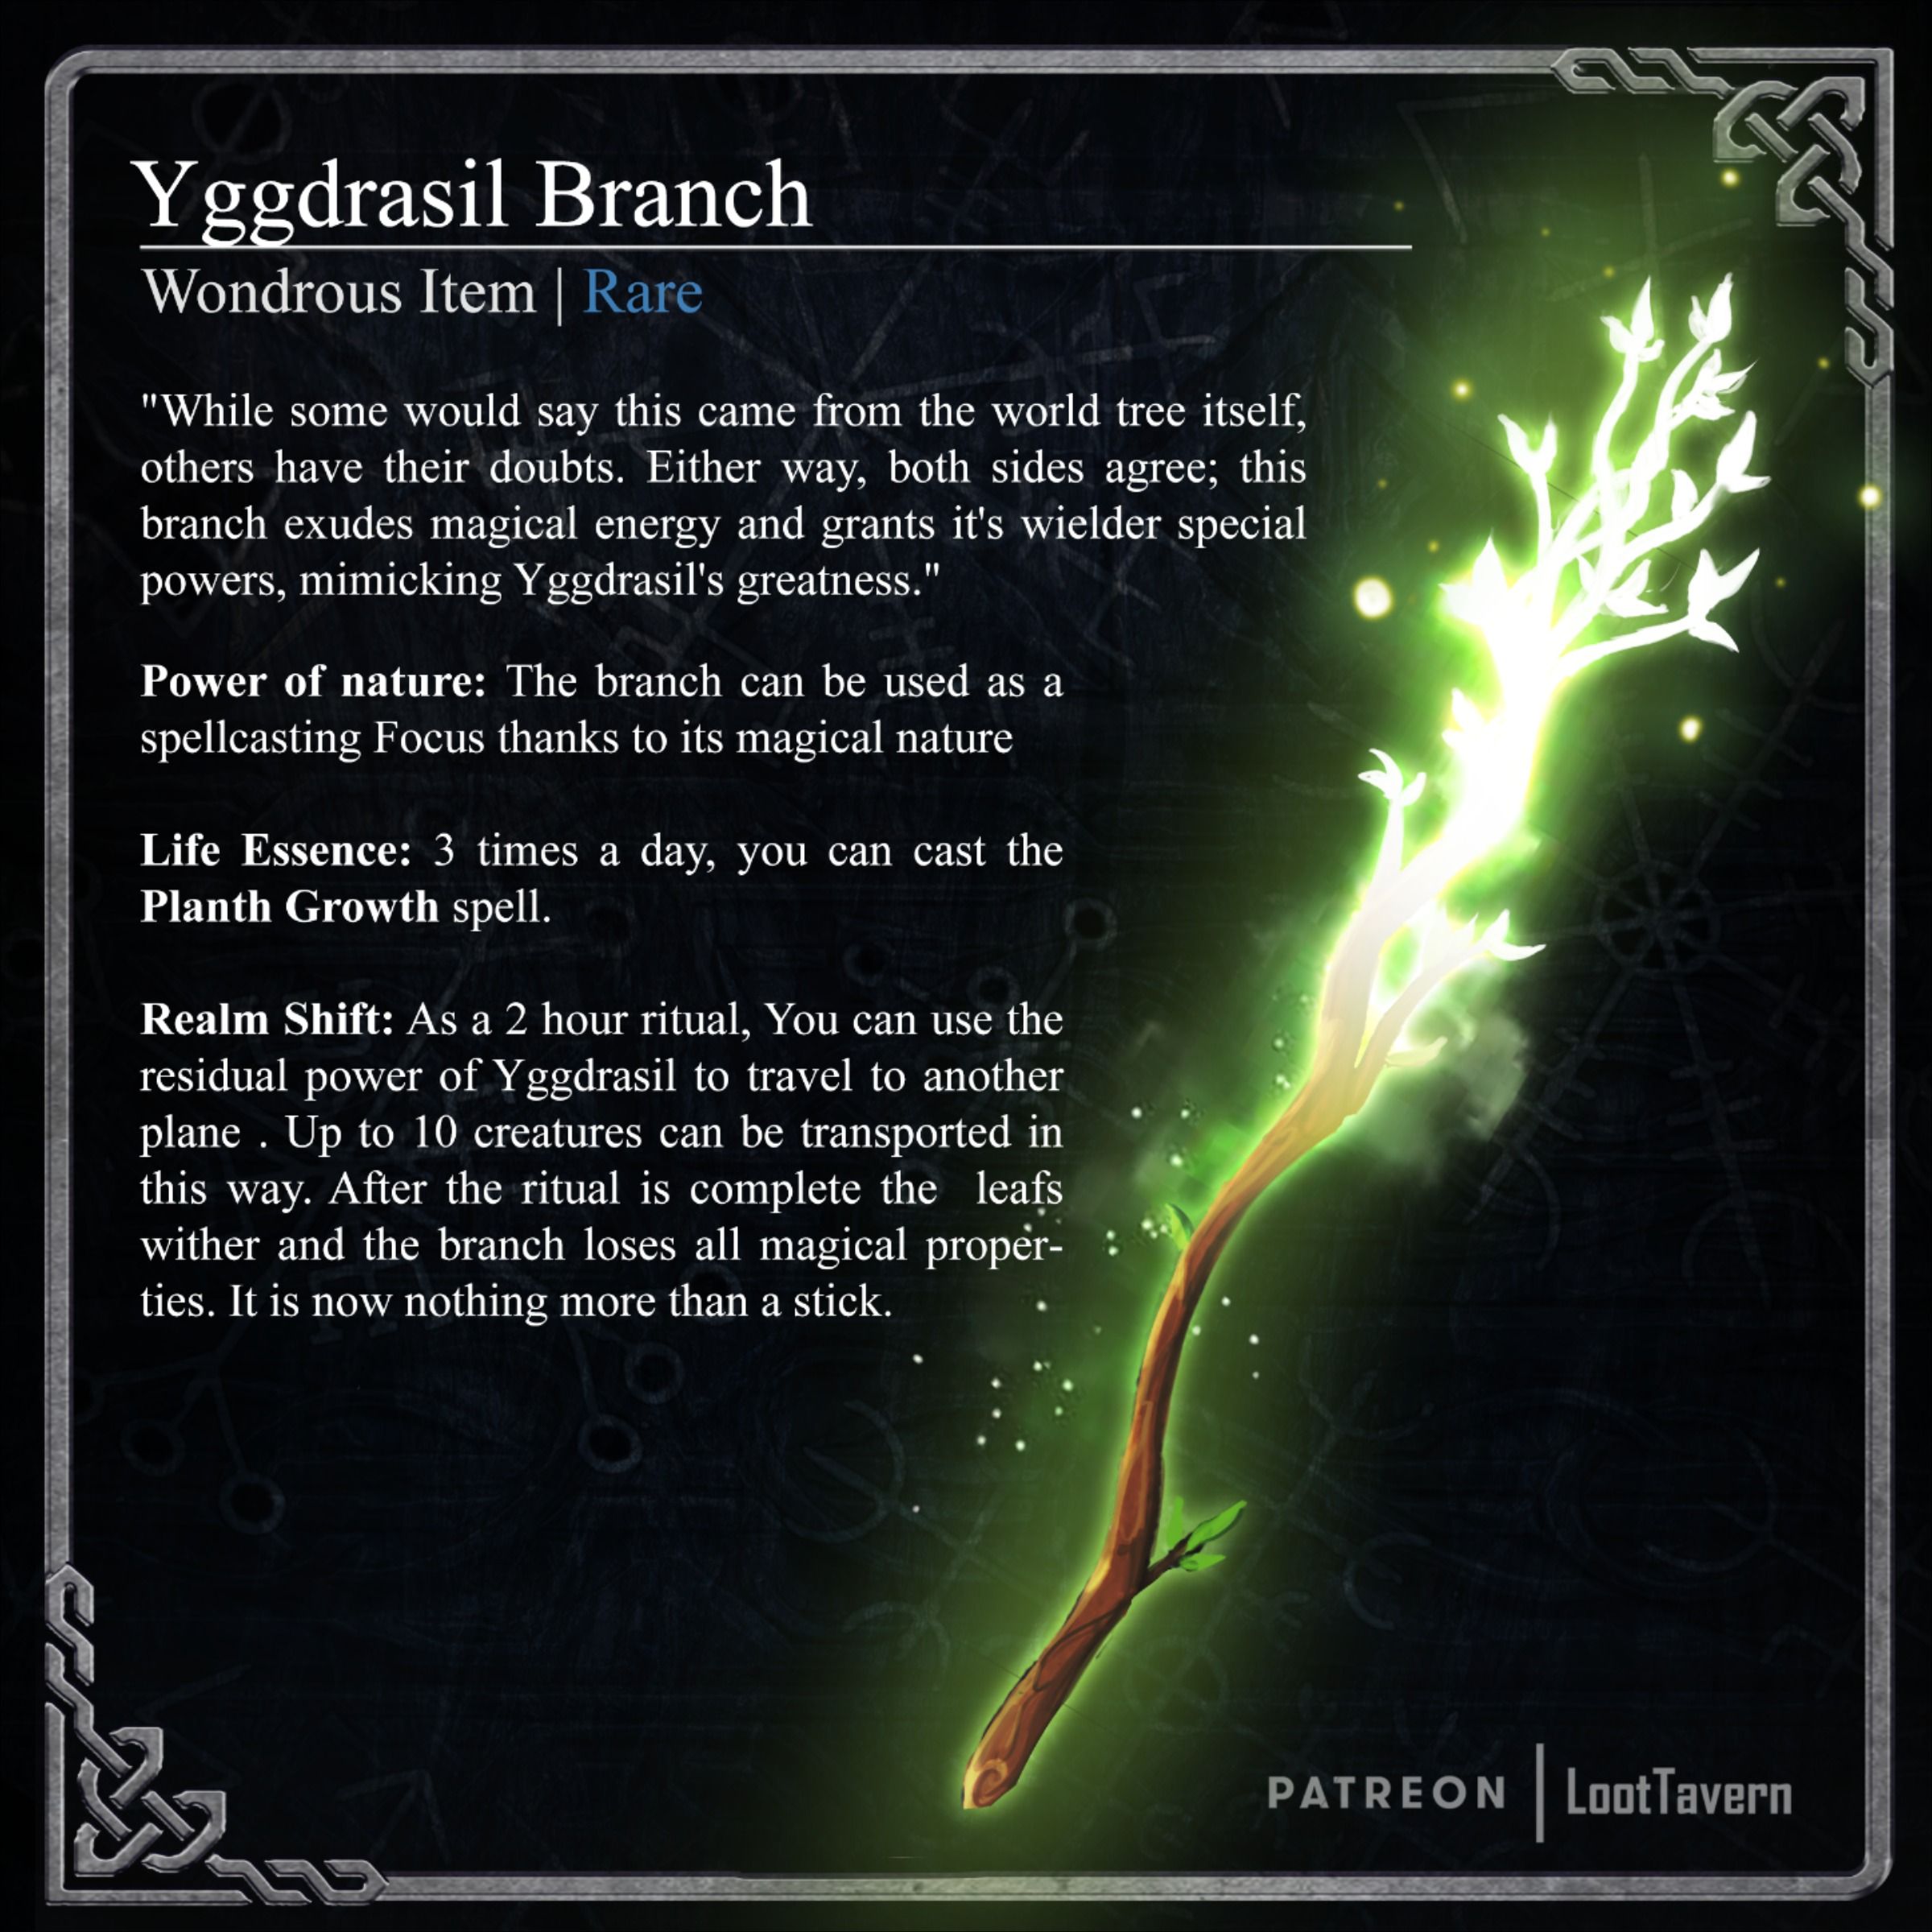 Yggdrasil Branch
Wondrous Item | Rare
"While some would say this came from the world tree itself,
others have their doubts. Either way, both sides agree; this
branch exudes magical energy and grants it's wielder special
powers, mimicking Yggdrasil's greatness."
Power of nature: The branch can be used as a
spellcasting Focus thanks to its magical nature
Life Essence: 3 times a day, you can cast the
Planth Growth spell.
Realm Shift: As a 2 hour ritual, You can use the
residual power of Yggdrasil to travel to another
plane . Up to 10 creatures can be transported in
this way. After the ritual is complete the leafs
wither and the branch loses all magical proper-
ties. It is now nothing more than a stick.
PATREON | LootTavern